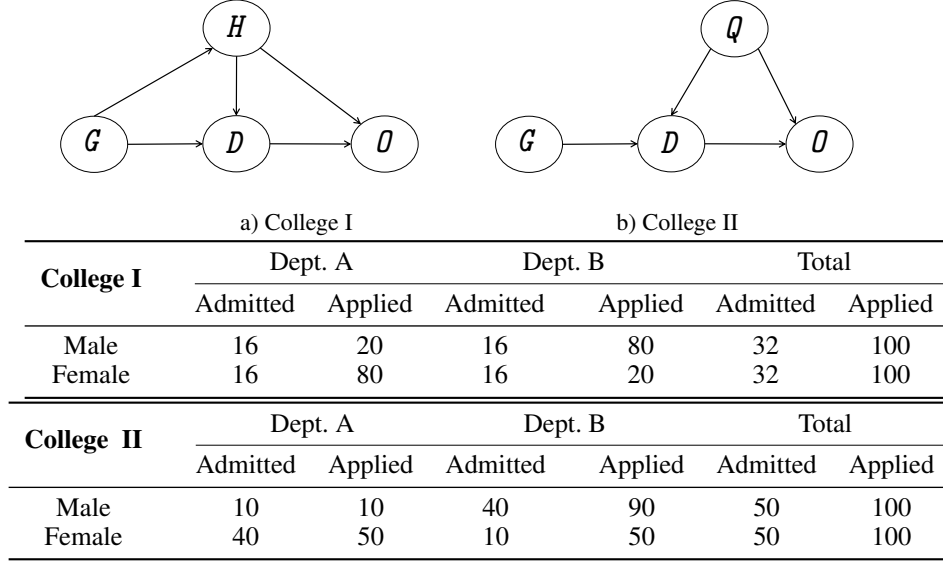 H
G D O
Q
G D O
a) College I b) College II
College I Dept. A Dept. B Total
Admitted Applied Admitted Applied Admitted Applied
Male 16 20 16 80 32 100
Female 16 80 16 20 32 100
College II Dept. A Dept. B Total
Admitted Applied Admitted Applied Admitted Applied
Male 10 10 40 90 50 100
Female 40 50 10 50 50 100